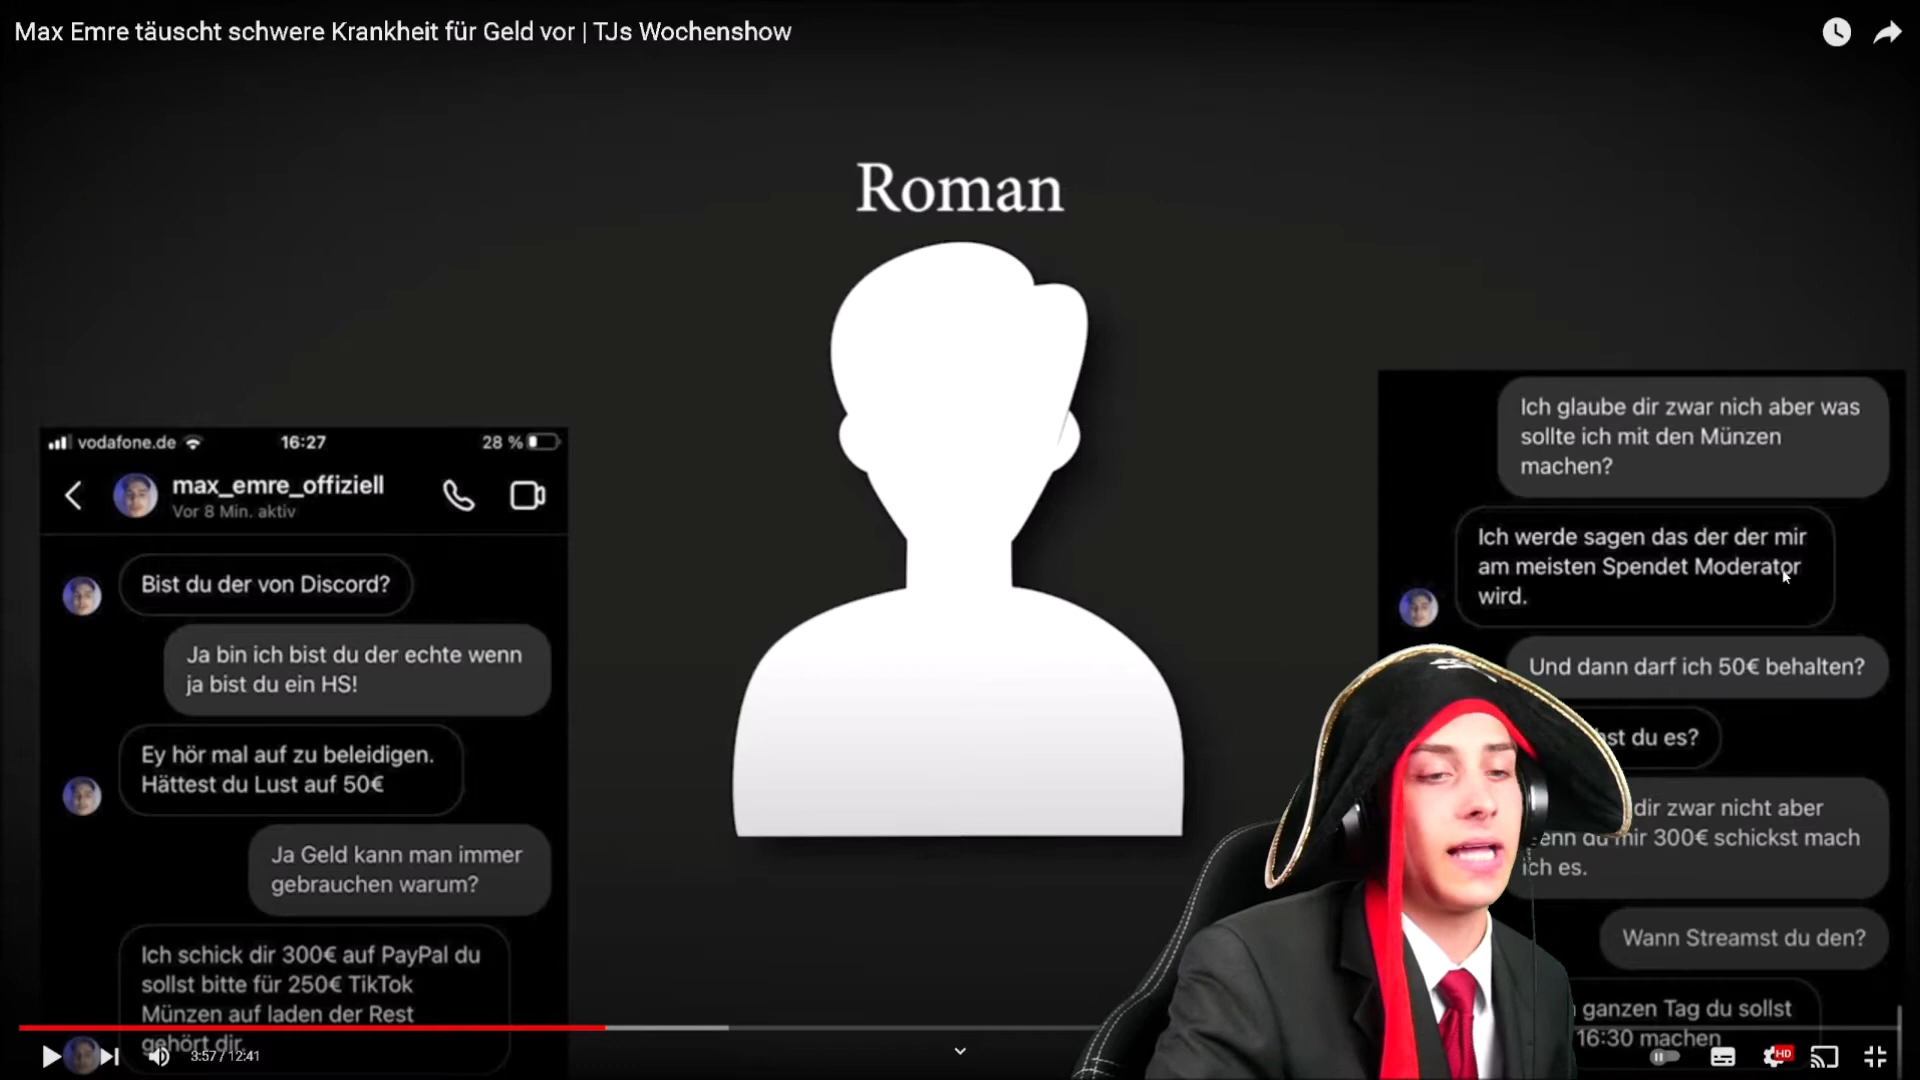 Max Emre täuscht schwere Krankheit für Geld vor | TJs Wochenshow
Roman
vodafone.de
16:27
28 %
max_emre_offiziell
Vor 8 Min. aktiv
Bist du der von Discord?
Ja bin ich bist du der echte wenn
ja bist du ein HS!
Ey hör mal auf zu beleidigen.
Hättest du Lust auf 50€
Ja Geld kann man immer
gebrauchen warum?
Ich schick dir 300€ auf PayPal du
sollst bitte für 250€ TikTok
Münzen auf laden der Rest
gehört dir.
Ich glaube dir zwar nich aber was
sollte ich mit den Münzen
machen?
Ich werde sagen das der der mir
am meisten Spendet Moderator
wird.
Und dann darf ich 50€ behalten?
du es?
dir zwar nicht aber
du mir 300€ schickst mach
ich es.
Wann Streamst du den?
ganzen Tag du sollst
16:30 machen
3:57 / 12:41
HD